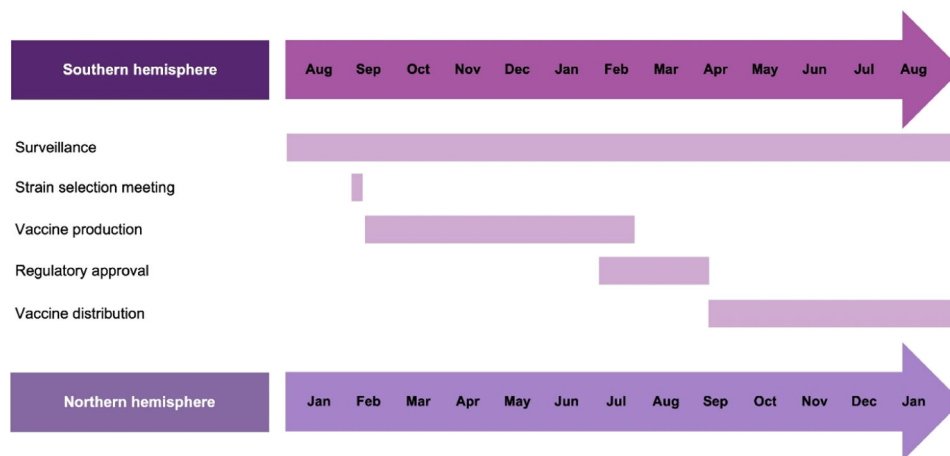 Southern hemisphere
Aug Sep Oct Nov Dec Jan Feb Mar Apr May Jun Jul Aug
Surveillance
Strain selection meeting
Vaccine production
Regulatory approval
Vaccine distribution
Northern hemisphere
Jan Feb Mar Apr May Jun Jul Aug Sep Oct Nov Dec Jan